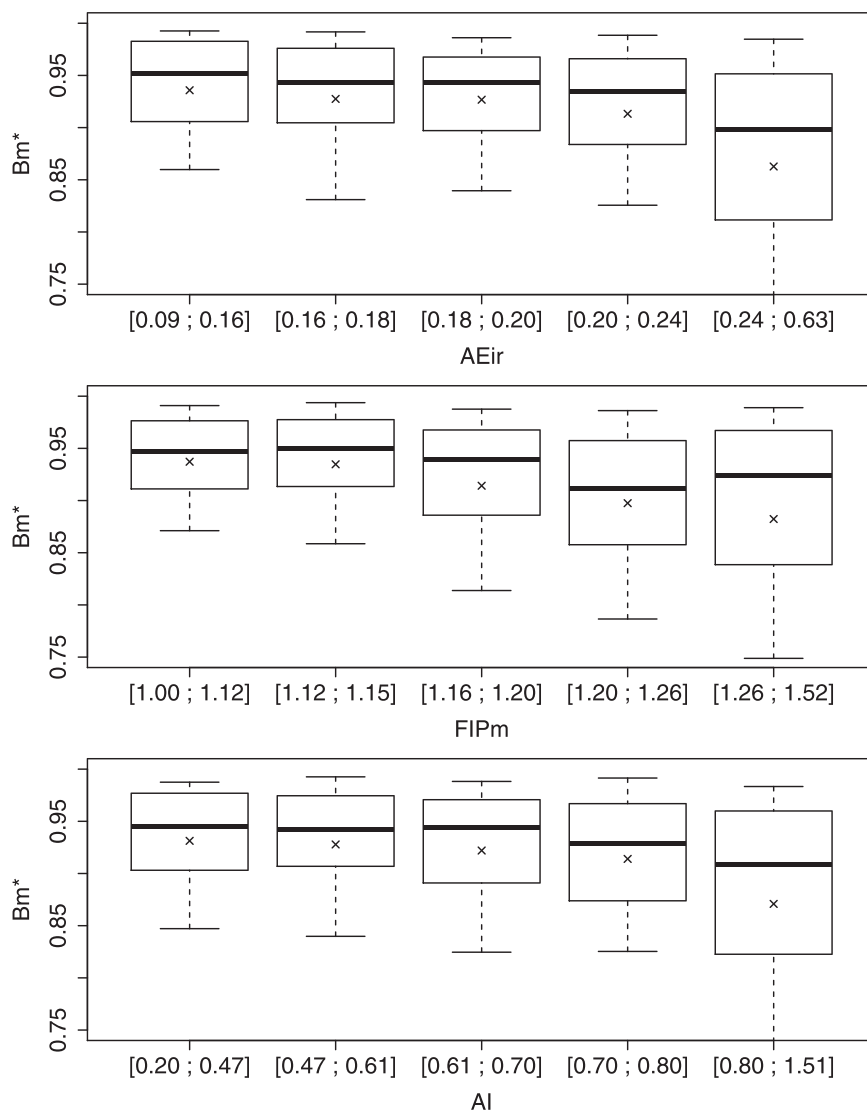 0.95
0.85
0.75
Bm*
[0.09 ; 0.16] [0.16 ; 0.18] [0.18 ; 0.20] [0.20 ; 0.24] [0.24 ; 0.63]
AEir
0.95
0.85
0.75
Bm*
[1.00 ; 1.12] [1.12 ; 1.15] [1.16 ; 1.20] [1.20 ; 1.26] [1.26 ; 1.52]
FIPm
0.95
0.85
0.75
Bm*
[0.20 ; 0.47] [0.47 ; 0.61] [0.61 ; 0.70] [0.70 ; 0.80] [0.80 ; 1.51]
AI